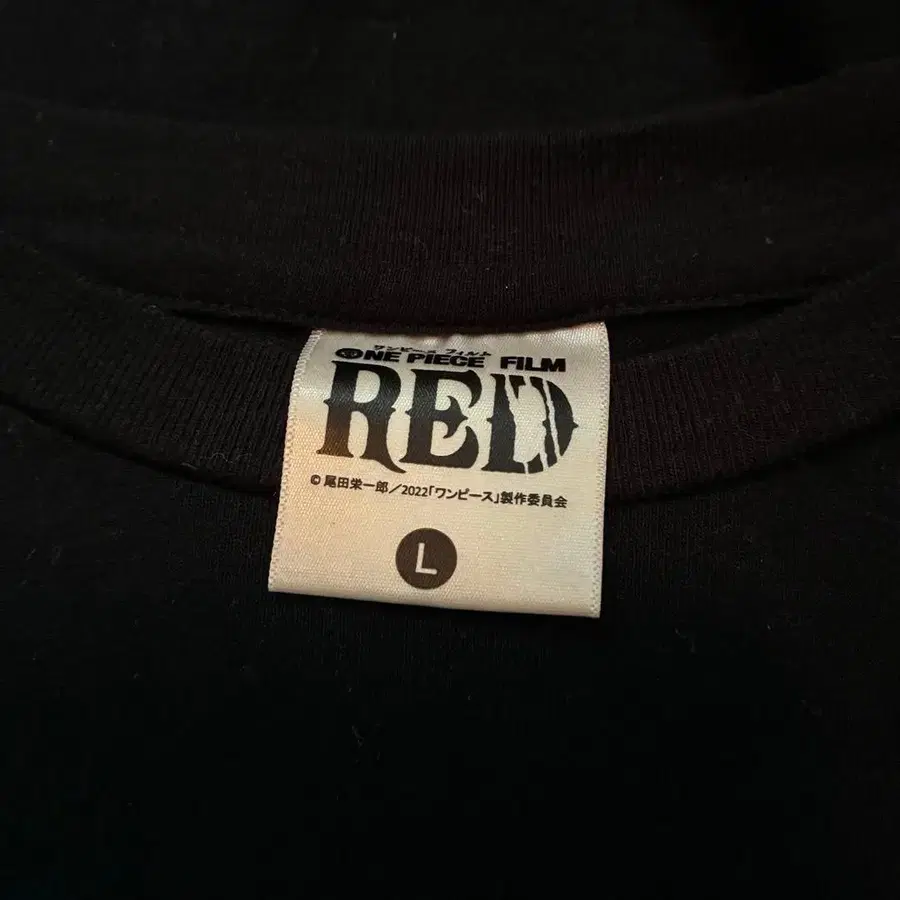 ワンピース フィルム
ONE PIECE FILM
RED
© 尾田栄一郎／2022「ワンピース」製作委員会
L